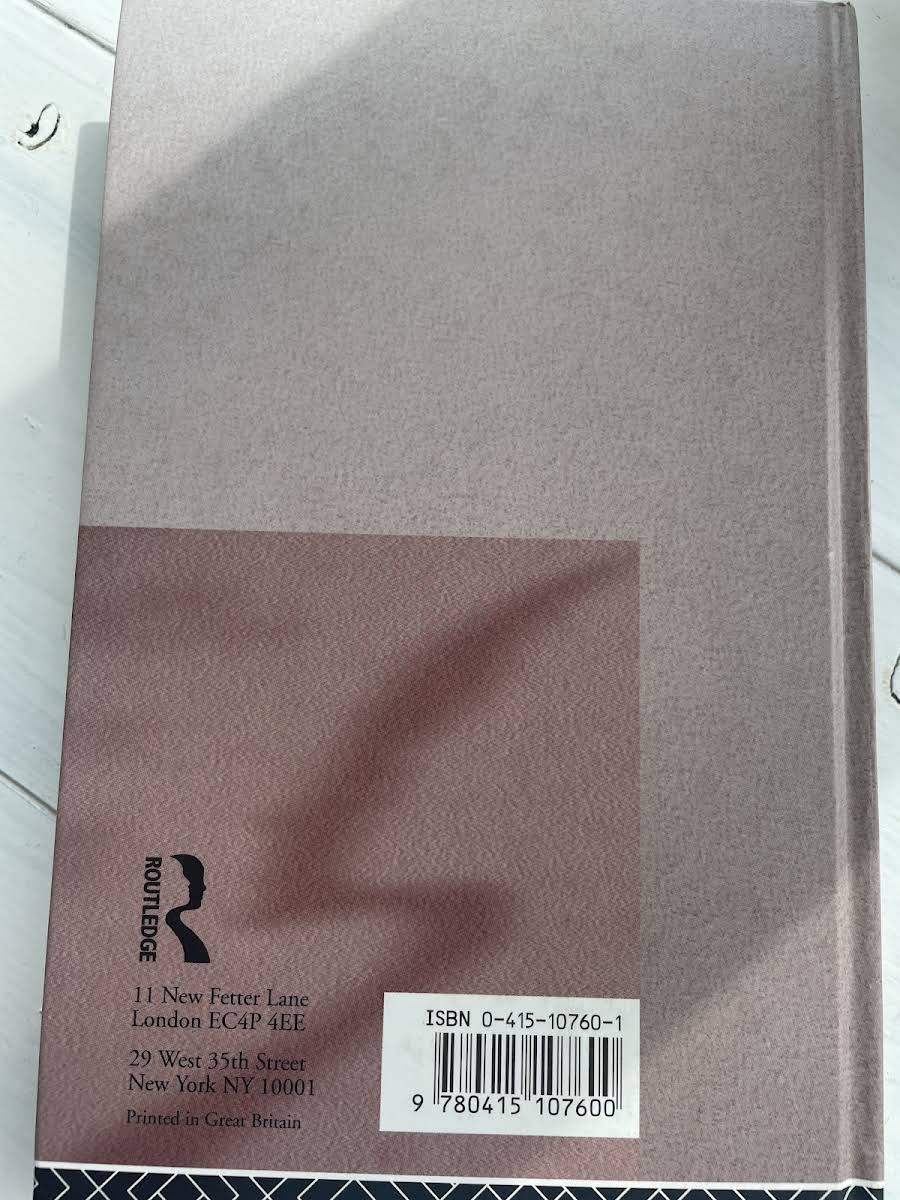 ROUTLEDGE
11 New Fetter Lane
London EC4P 4EE
29 West 35th Street
New York NY 10001
Printed in Great Britain
ISBN 0-415-10760-1
9 780415 107600